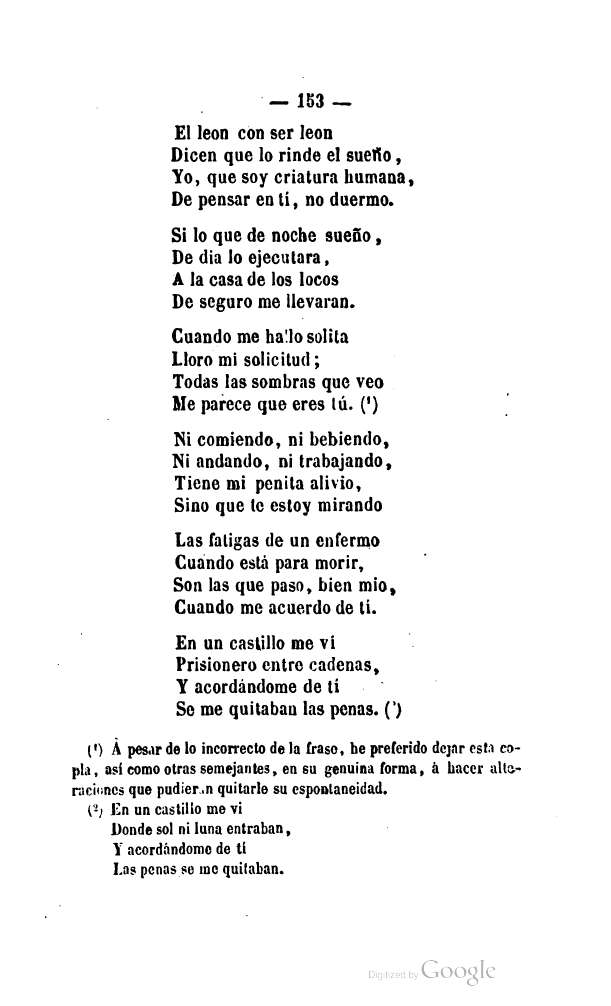 — 153 —
El leon con ser leon
Dicen que lo rinde el sueño,
Yo, que soy criatura humana,
De pensar en tí, no duermo.
Si lo que de noche sueño,
De dia lo ejecutara,
A la casa de los locos
De seguro me llevaran.
Cuando me hallo solita
Lloro mi solicitud;
Todas las sombras que veo
Me parece que eres tú. (¹)
Ni comiendo, ni bebiendo,
Ni andando, ni trabajando,
Tiene mi penita alivio,
Sino que te estoy mirando
Las fatigas de un enfermo
Cuando está para morir,
Son las que paso, bien mio,
Cuando me acuerdo de ti.
En un castillo me ví
Prisionero entre cadenas,
Y acordándome de tí
Se me quitaban las penas. (²)
(¹) Á pesar de lo incorrecto de la frase, he preferido dejar esta co-
pla, así como otras semejantes, en su genuina forma, á hacer alte-
raciones que pudieran quitarle su espontaneidad.
(²) En un castillo me vi
Donde sol ni luna entraban,
Y acordándome de tí
Las penas se me quitaban.
Digitized by Google